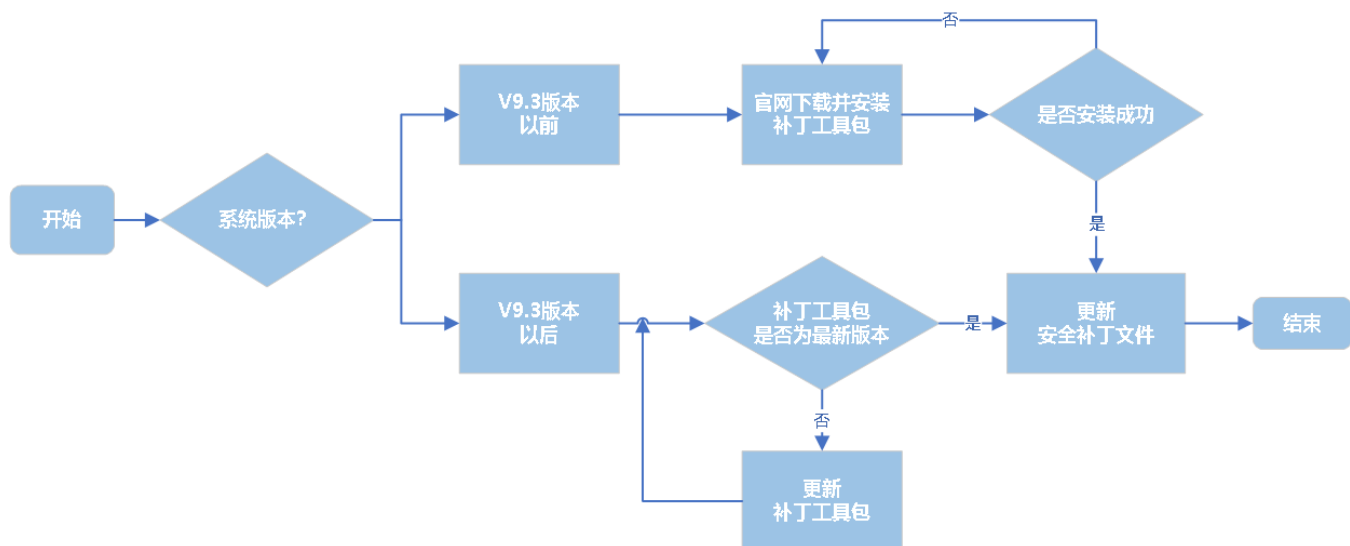 开始
系统版本?
V9.3版本
以前
官网下载并安装
补丁工具包
否
是否安装成功
是
V9.3版本
以后
补丁工具包
是否为最新版本
是
更新
安全补丁文件
结束
否
更新
补丁工具包